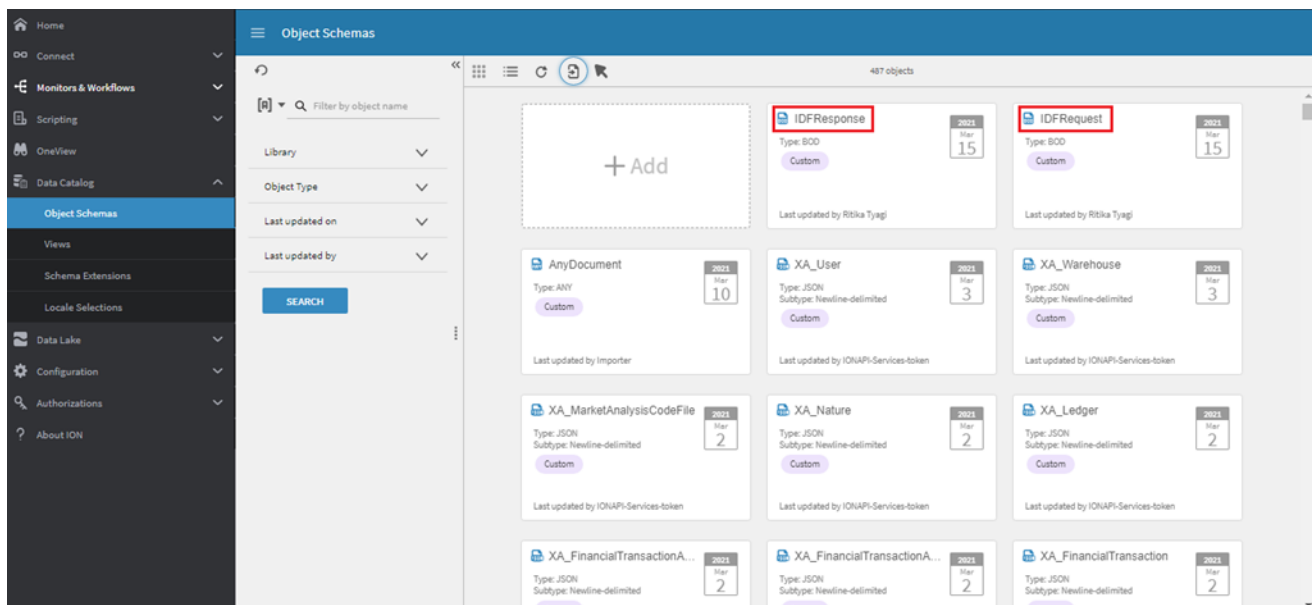 Home
Connect
Monitors & Workflows
Scripting
OneView
Data Catalog
Object Schemas
Views
Schema Extensions
Locale Selections
Data Lake
Configuration
Authorizations
? About ION
Object Schemas
[A] Filter by object name
Library
Object Type
Last updated on
Last updated by
SEARCH
487 objects
+ Add
IDFResponse
Type: BOD
Custom
2021
Mar
15
Last updated by Ritika Tyagi
IDFRequest
Type: BOD
Custom
2021
Mar
15
Last updated by Ritika Tyagi
AnyDocument
Type: ANY
Custom
2021
Mar
10
Last updated by Importer
XA_User
Type: JSON
Subtype: Newline-delimited
Custom
2021
Mar
3
Last updated by IONAPI-Services-token
XA_Warehouse
Type: JSON
Subtype: Newline-delimited
Custom
2021
Mar
3
Last updated by IONAPI-Services-token
XA_MarketAnalysisCodeFile
Type: JSON
Subtype: Newline-delimited
Custom
2021
Mar
2
Last updated by IONAPI-Services-token
XA_Nature
Type: JSON
Subtype: Newline-delimited
Custom
2021
Mar
2
Last updated by IONAPI-Services-token
XA_Ledger
Type: JSON
Subtype: Newline-delimited
Custom
2021
Mar
2
Last updated by IONAPI-Services-token
XA_FinancialTransactionA...
Type: JSON
Subtype: Newline-delimited
2021
Mar
2
XA_FinancialTransactionA...
Type: JSON
Subtype: Newline-delimited
2021
Mar
2
XA_FinancialTransaction
Type: JSON
Subtype: Newline-delimited
2021
Mar
2